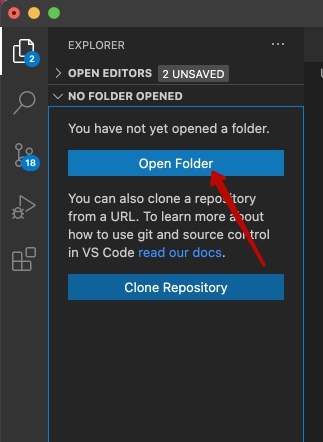 EXPLORER
2
OPEN EDITORS 2 UNSAVED
NO FOLDER OPENED
You have not yet opened a folder.
Open Folder
18
You can also clone a repository
from a URL. To learn more about
how to use git and source control
in VS Code read our docs.
Clone Repository